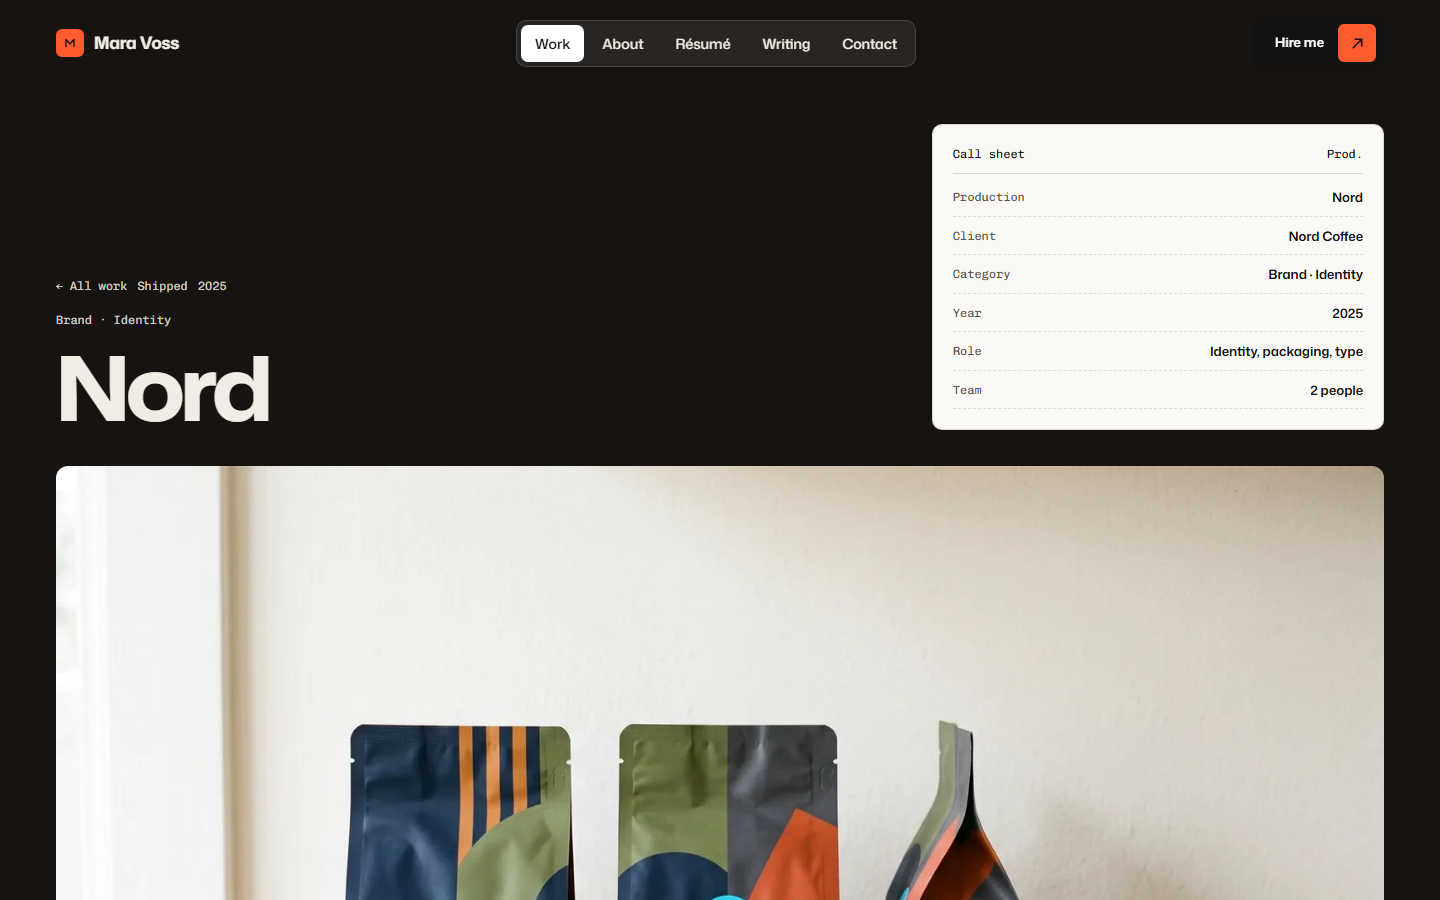 M Mara Voss
Work About Résumé Writing Contact
Hire me
Call sheet Prod.
Production Nord
Client Nord Coffee
Category Brand · Identity
Year 2025
Role Identity, packaging, type
Team 2 people
← All work Shipped 2025
Brand · Identity
Nord